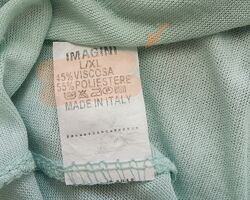 IMAGINI
L/XL
45% VISCOSA
55% POLIESTERE
MADE IN ITALY